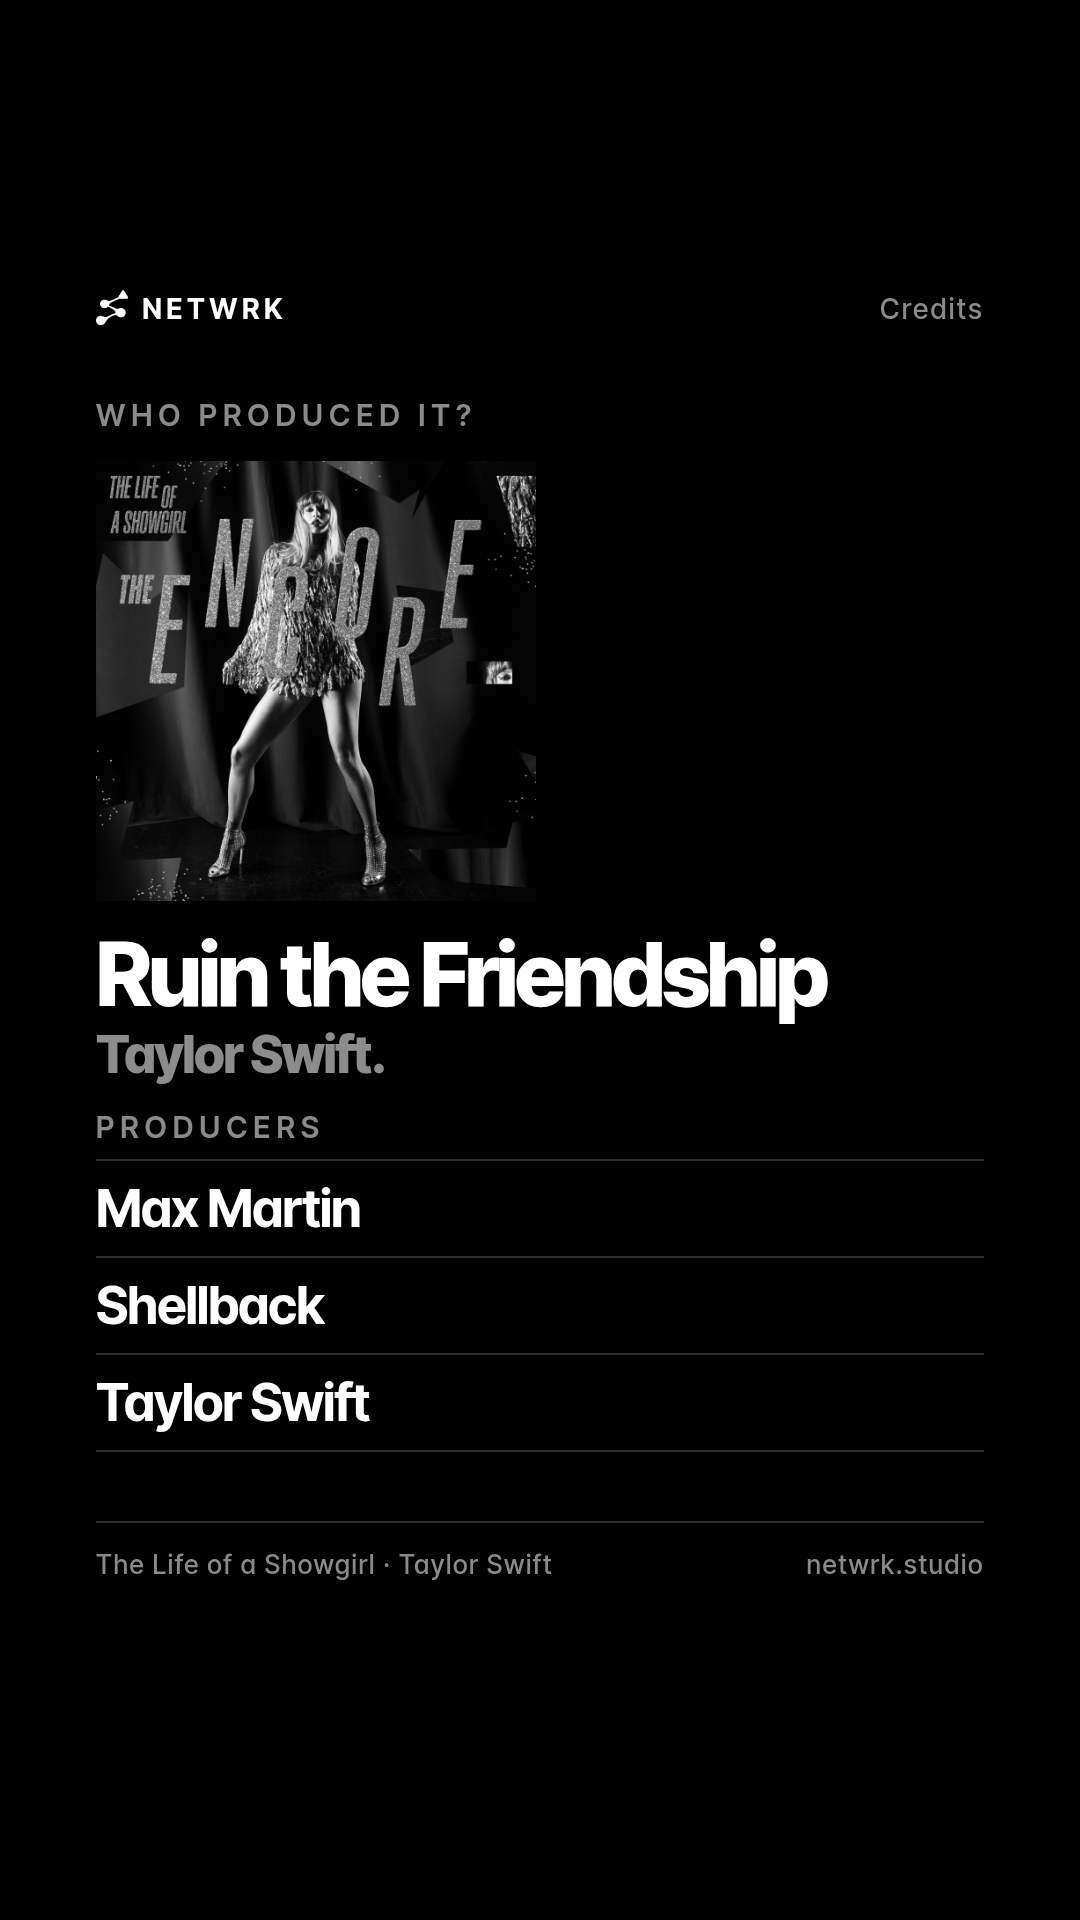 NETWRK
Credits
WHO PRODUCED IT?
THE LIFE OF
A SHOWGIRL
THE
ENCORE
Ruin the Friendship
Taylor Swift.
PRODUCERS
Max Martin
Shellback
Taylor Swift
The Life of a Showgirl · Taylor Swift
netwrk.studio